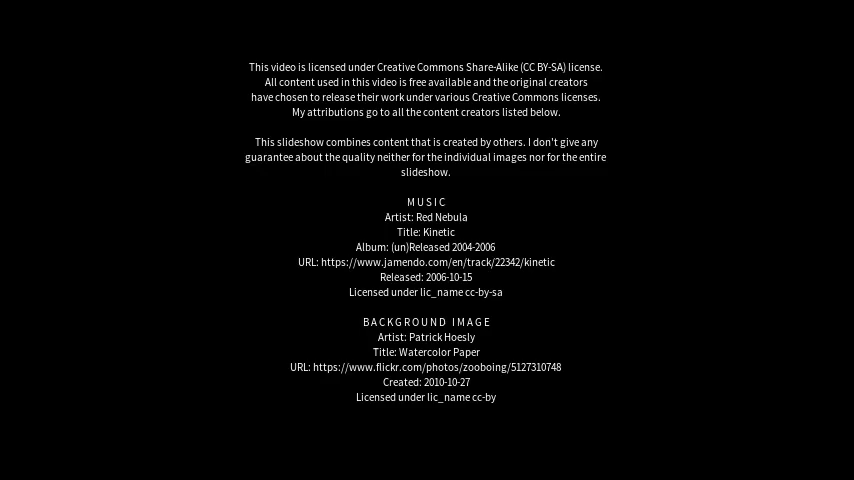 This video is licensed under Creative Commons Share-Alike (CC BY-SA) license.
All content used in this video is free available and the original creators
have chosen to release their work under various Creative Commons licenses.
My attributions go to all the content creators listed below.
This slideshow combines content that is created by others. I don't give any
guarantee about the quality neither for the individual images nor for the entire
slideshow.
MUSIC
Artist: Red Nebula
Title: Kinetic
Album: (un)Released 2004-2006
URL: https://www.jamendo.com/en/track/22342/kinetic
Released: 2006-10-15
Licensed under lic_name cc-by-sa
BACKGROUND IMAGE
Artist: Patrick Hoesly
Title: Watercolor Paper
URL: https://www.flickr.com/photos/zooboing/5127310748
Created: 2010-10-27
Licensed under lic_name cc-by